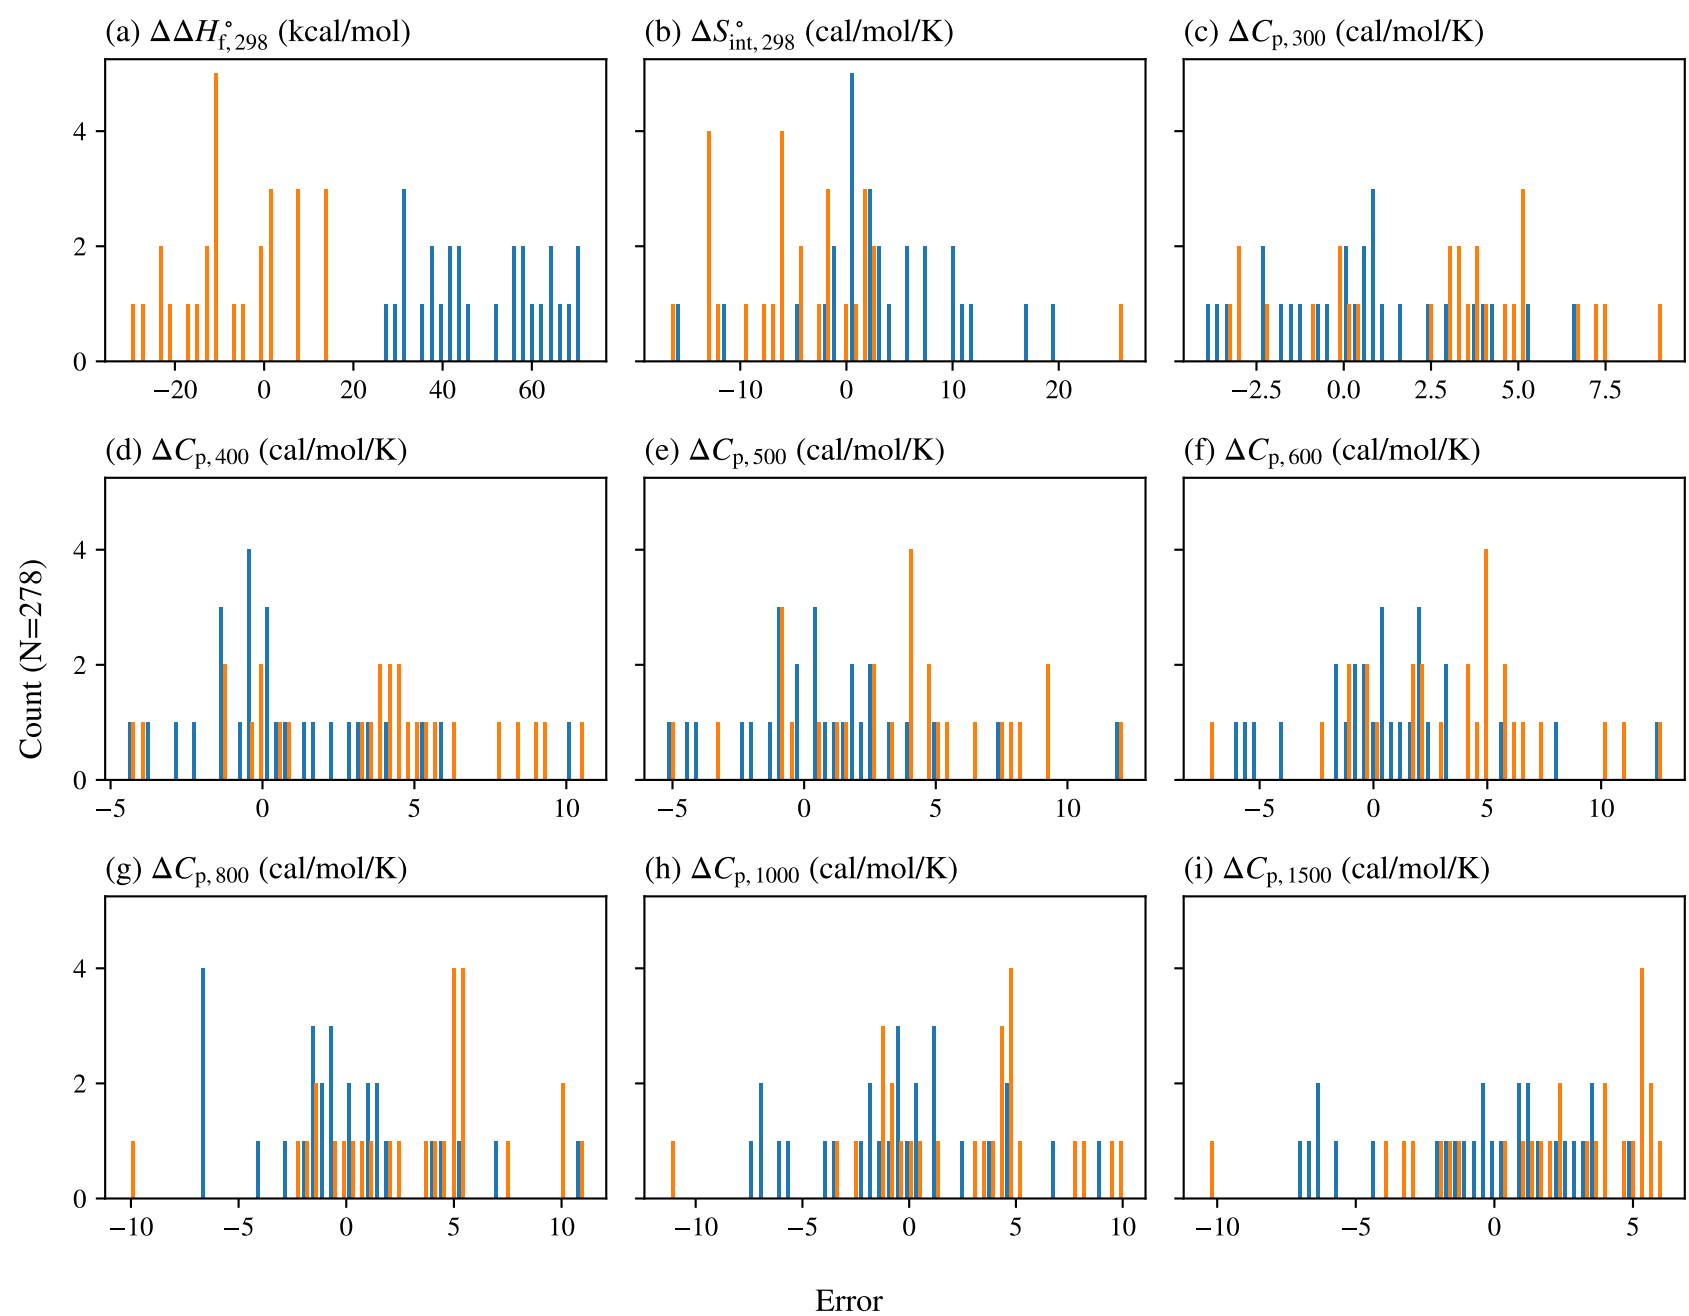 (a) ΔΔH°f,298 (kcal/mol) (b) ΔS°int,298 (cal/mol/K) (c) ΔCp,300 (cal/mol/K)
4
2
0
−20 0 20 40 60 −10 0 10 20 −2.5 0.0 2.5 5.0 7.5
(d) ΔCp,400 (cal/mol/K) (e) ΔCp,500 (cal/mol/K) (f) ΔCp,600 (cal/mol/K)
4
2
0
−5 0 5 10 −5 0 5 10 −5 0 5 10
Count (N=278)
(g) ΔCp,800 (cal/mol/K) (h) ΔCp,1000 (cal/mol/K) (i) ΔCp,1500 (cal/mol/K)
4
2
0
−10 −5 0 5 10 −10 −5 0 5 10 −10 −5 0 5
Error